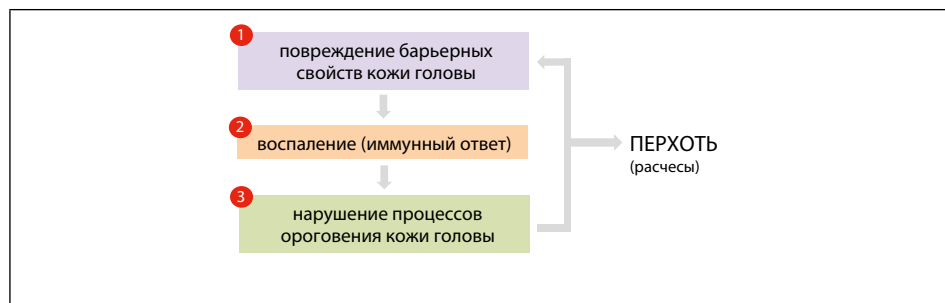 1
повреждение барьерных
свойств кожи головы
2
воспаление (иммунный ответ)
3
нарушение процессов
ороговения кожи головы
ПЕРХОТЬ
(расчесы)